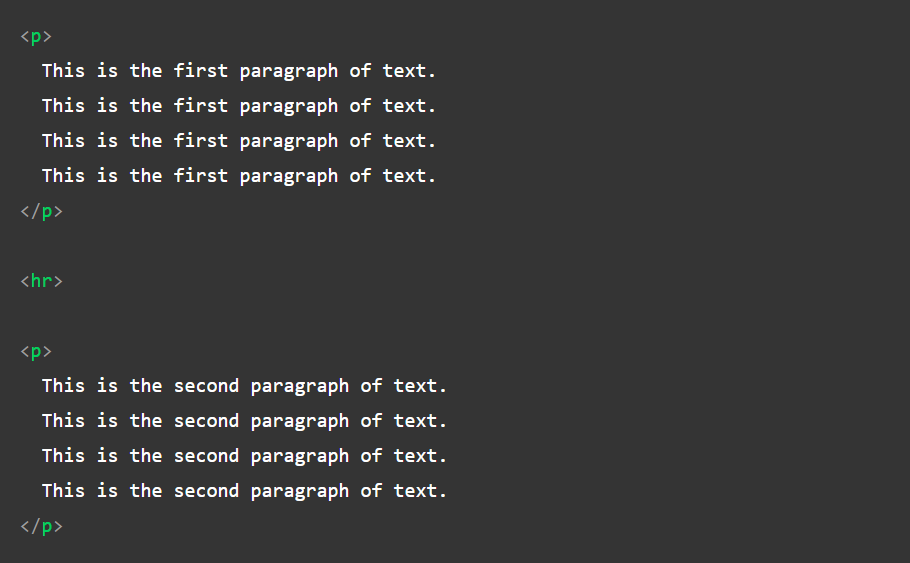 <p>
This is the first paragraph of text.
This is the first paragraph of text.
This is the first paragraph of text.
This is the first paragraph of text.
</p>
<hr>
<p>
This is the second paragraph of text.
This is the second paragraph of text.
This is the second paragraph of text.
This is the second paragraph of text.
</p>